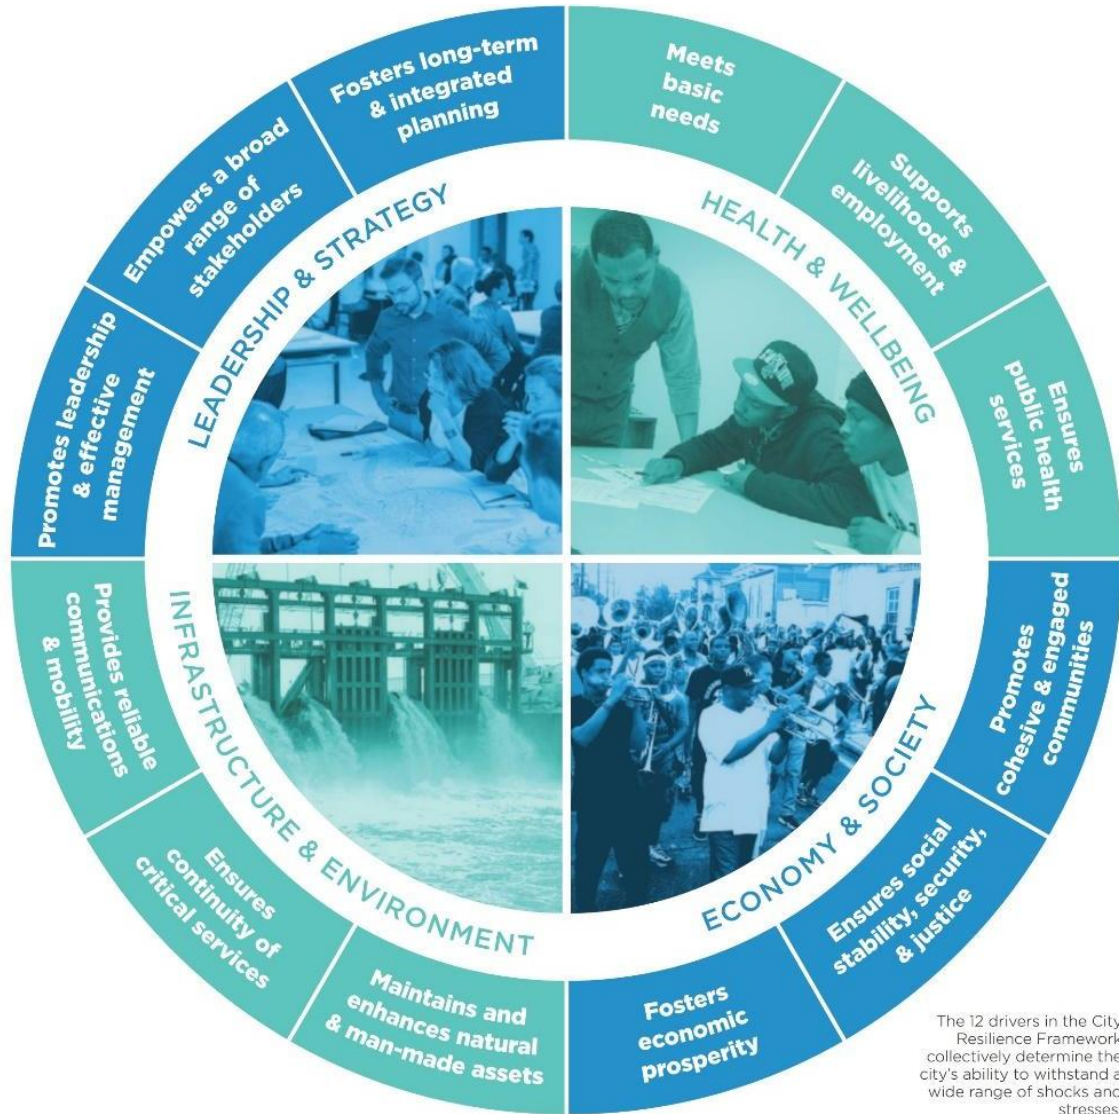 Fosters long-term
& integrated
planning
Meets
basic
needs
Supports
livelihoods &
employment
Ensures
public health
services
Promotes
cohesive & engaged
communities
Ensures social
stability, security,
& justice
Fosters
economic
prosperity
Maintains and
enhances natural
& man-made assets
Ensures
continuity of
critical services
Provides reliable
communications
& mobility
Promotes leadership
& effective
management
Empowers a broad
range of
stakeholders
LEADERSHIP & STRATEGY
HEALTH & WELLBEING
ECONOMY & SOCIETY
INFRASTRUCTURE & ENVIRONMENT
The 12 drivers in the City
Resilience Framework
collectively determine the
city's ability to withstand a
wide range of shocks and
stresses